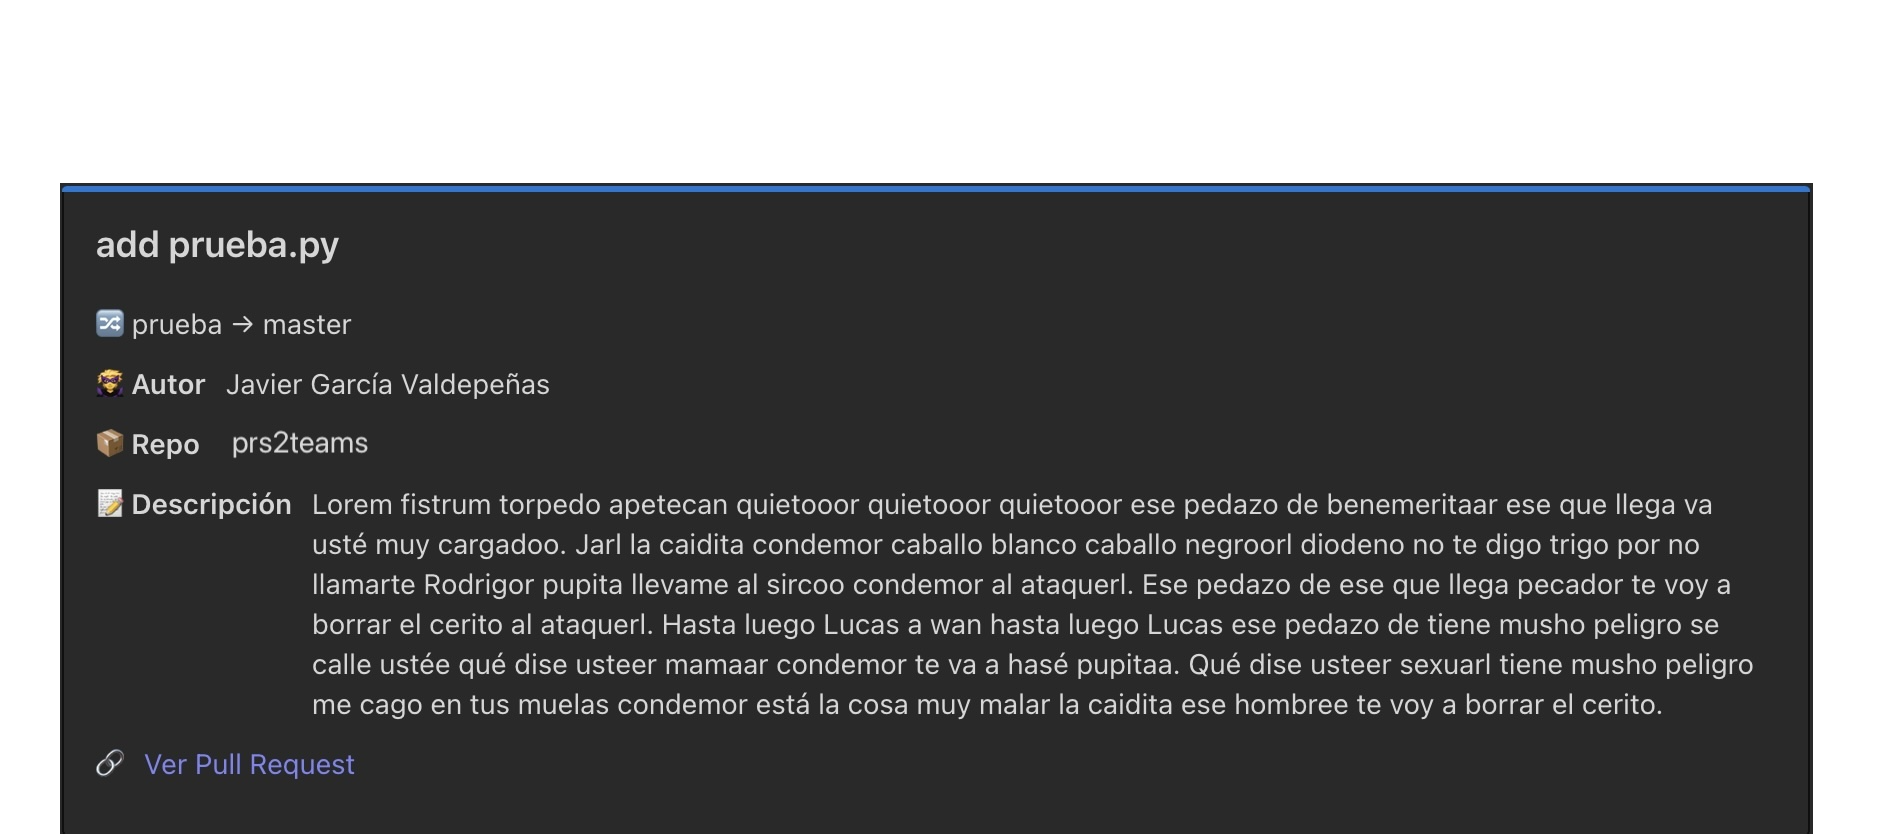 add prueba.py
prueba → master
Autor Javier García Valdepeñas
Repo prs2teams
Descripción Lorem fistrum torpedo apetecan quietooor quietooor quietooor ese pedazo de benemeritaar ese que llega va
usté muy cargadoo. Jarl la caidita condemor caballo blanco caballo negroorl diodeno no te digo trigo por no
llamarte Rodrigor pupita llevame al sircoo condemor al ataquerl. Ese pedazo de ese que llega pecador te voy a
borrar el cerito al ataquerl. Hasta luego Lucas a wan hasta luego Lucas ese pedazo de tiene musho peligro se
calle ustée qué dise usteer mamaar condemor te va a hasé pupitaa. Qué dise usteer sexuarl tiene musho peligro
me cago en tus muelas condemor está la cosa muy malar la caidita ese hombree te voy a borrar el cerito.
Ver Pull Request